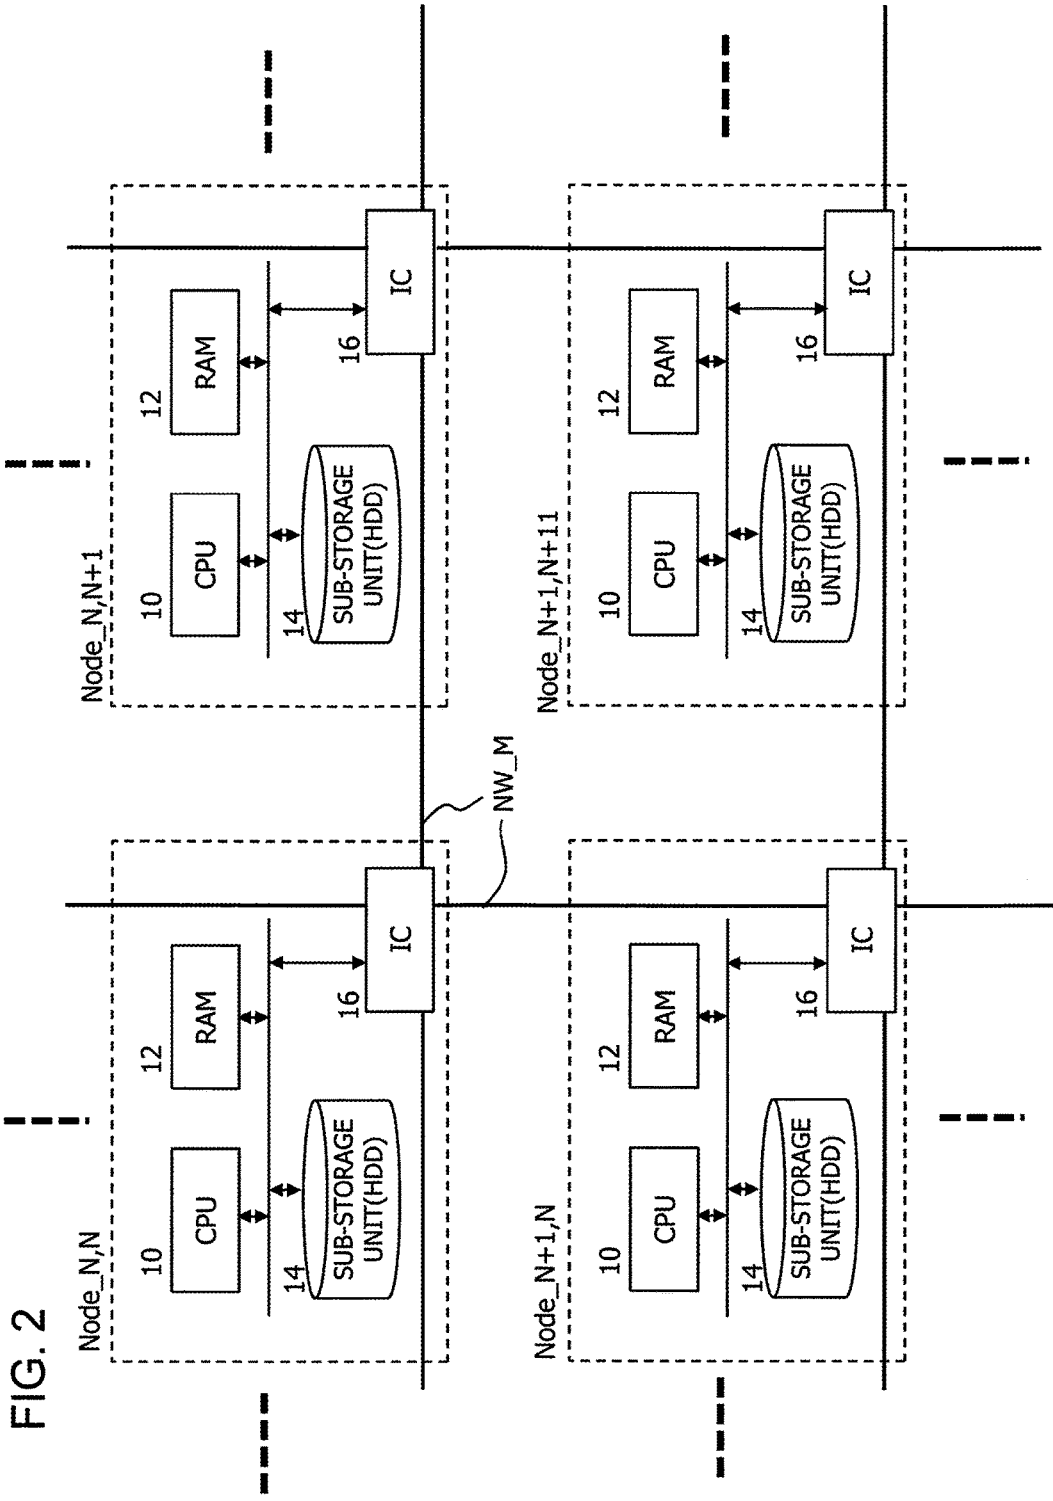 FIG. 2
Node_N,N
10
CPU
12
RAM
14
SUB-STORAGE
UNIT(HDD)
16
IC
Node_N,N+1
10
CPU
12
RAM
14
SUB-STORAGE
UNIT(HDD)
16
IC
NW_M
Node_N+1,N
10
CPU
12
RAM
14
SUB-STORAGE
UNIT(HDD)
16
IC
Node_N+1,N+11
10
CPU
12
RAM
14
SUB-STORAGE
UNIT(HDD)
16
IC